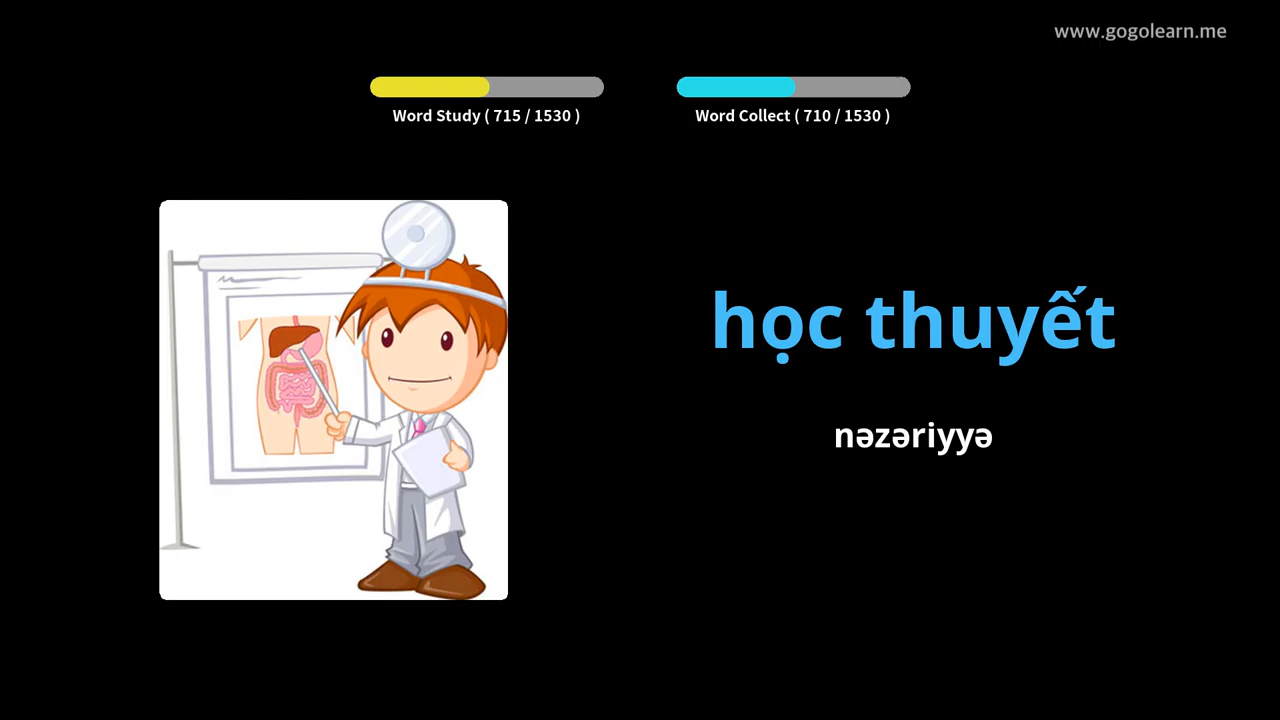 www.gogolearn.me
Word Study ( 715 / 1530 )
Word Collect ( 710 / 1530 )
học thuyết
nəzəriyyə